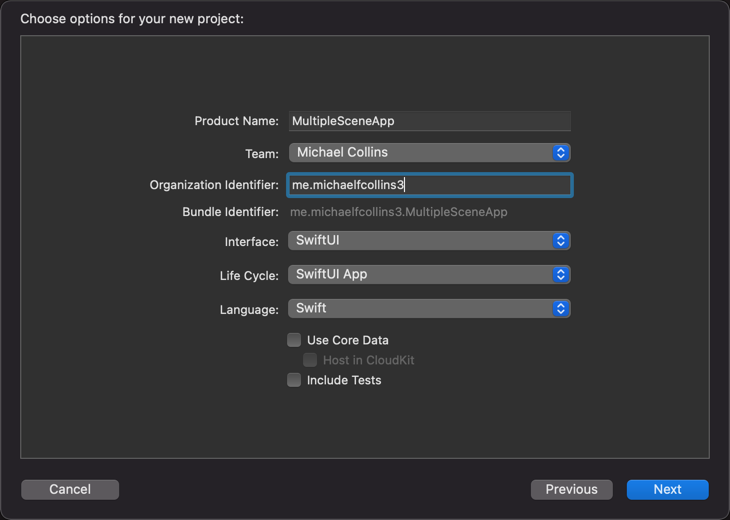 Choose options for your new project:
Product Name: MultipleSceneApp
Team: Michael Collins
Organization Identifier: me.michaelfcollins3
Bundle Identifier: me.michaelfcollins3.MultipleSceneApp
Interface: SwiftUI
Life Cycle: SwiftUI App
Language: Swift
Use Core Data
Host in CloudKit
Include Tests
Cancel Previous Next